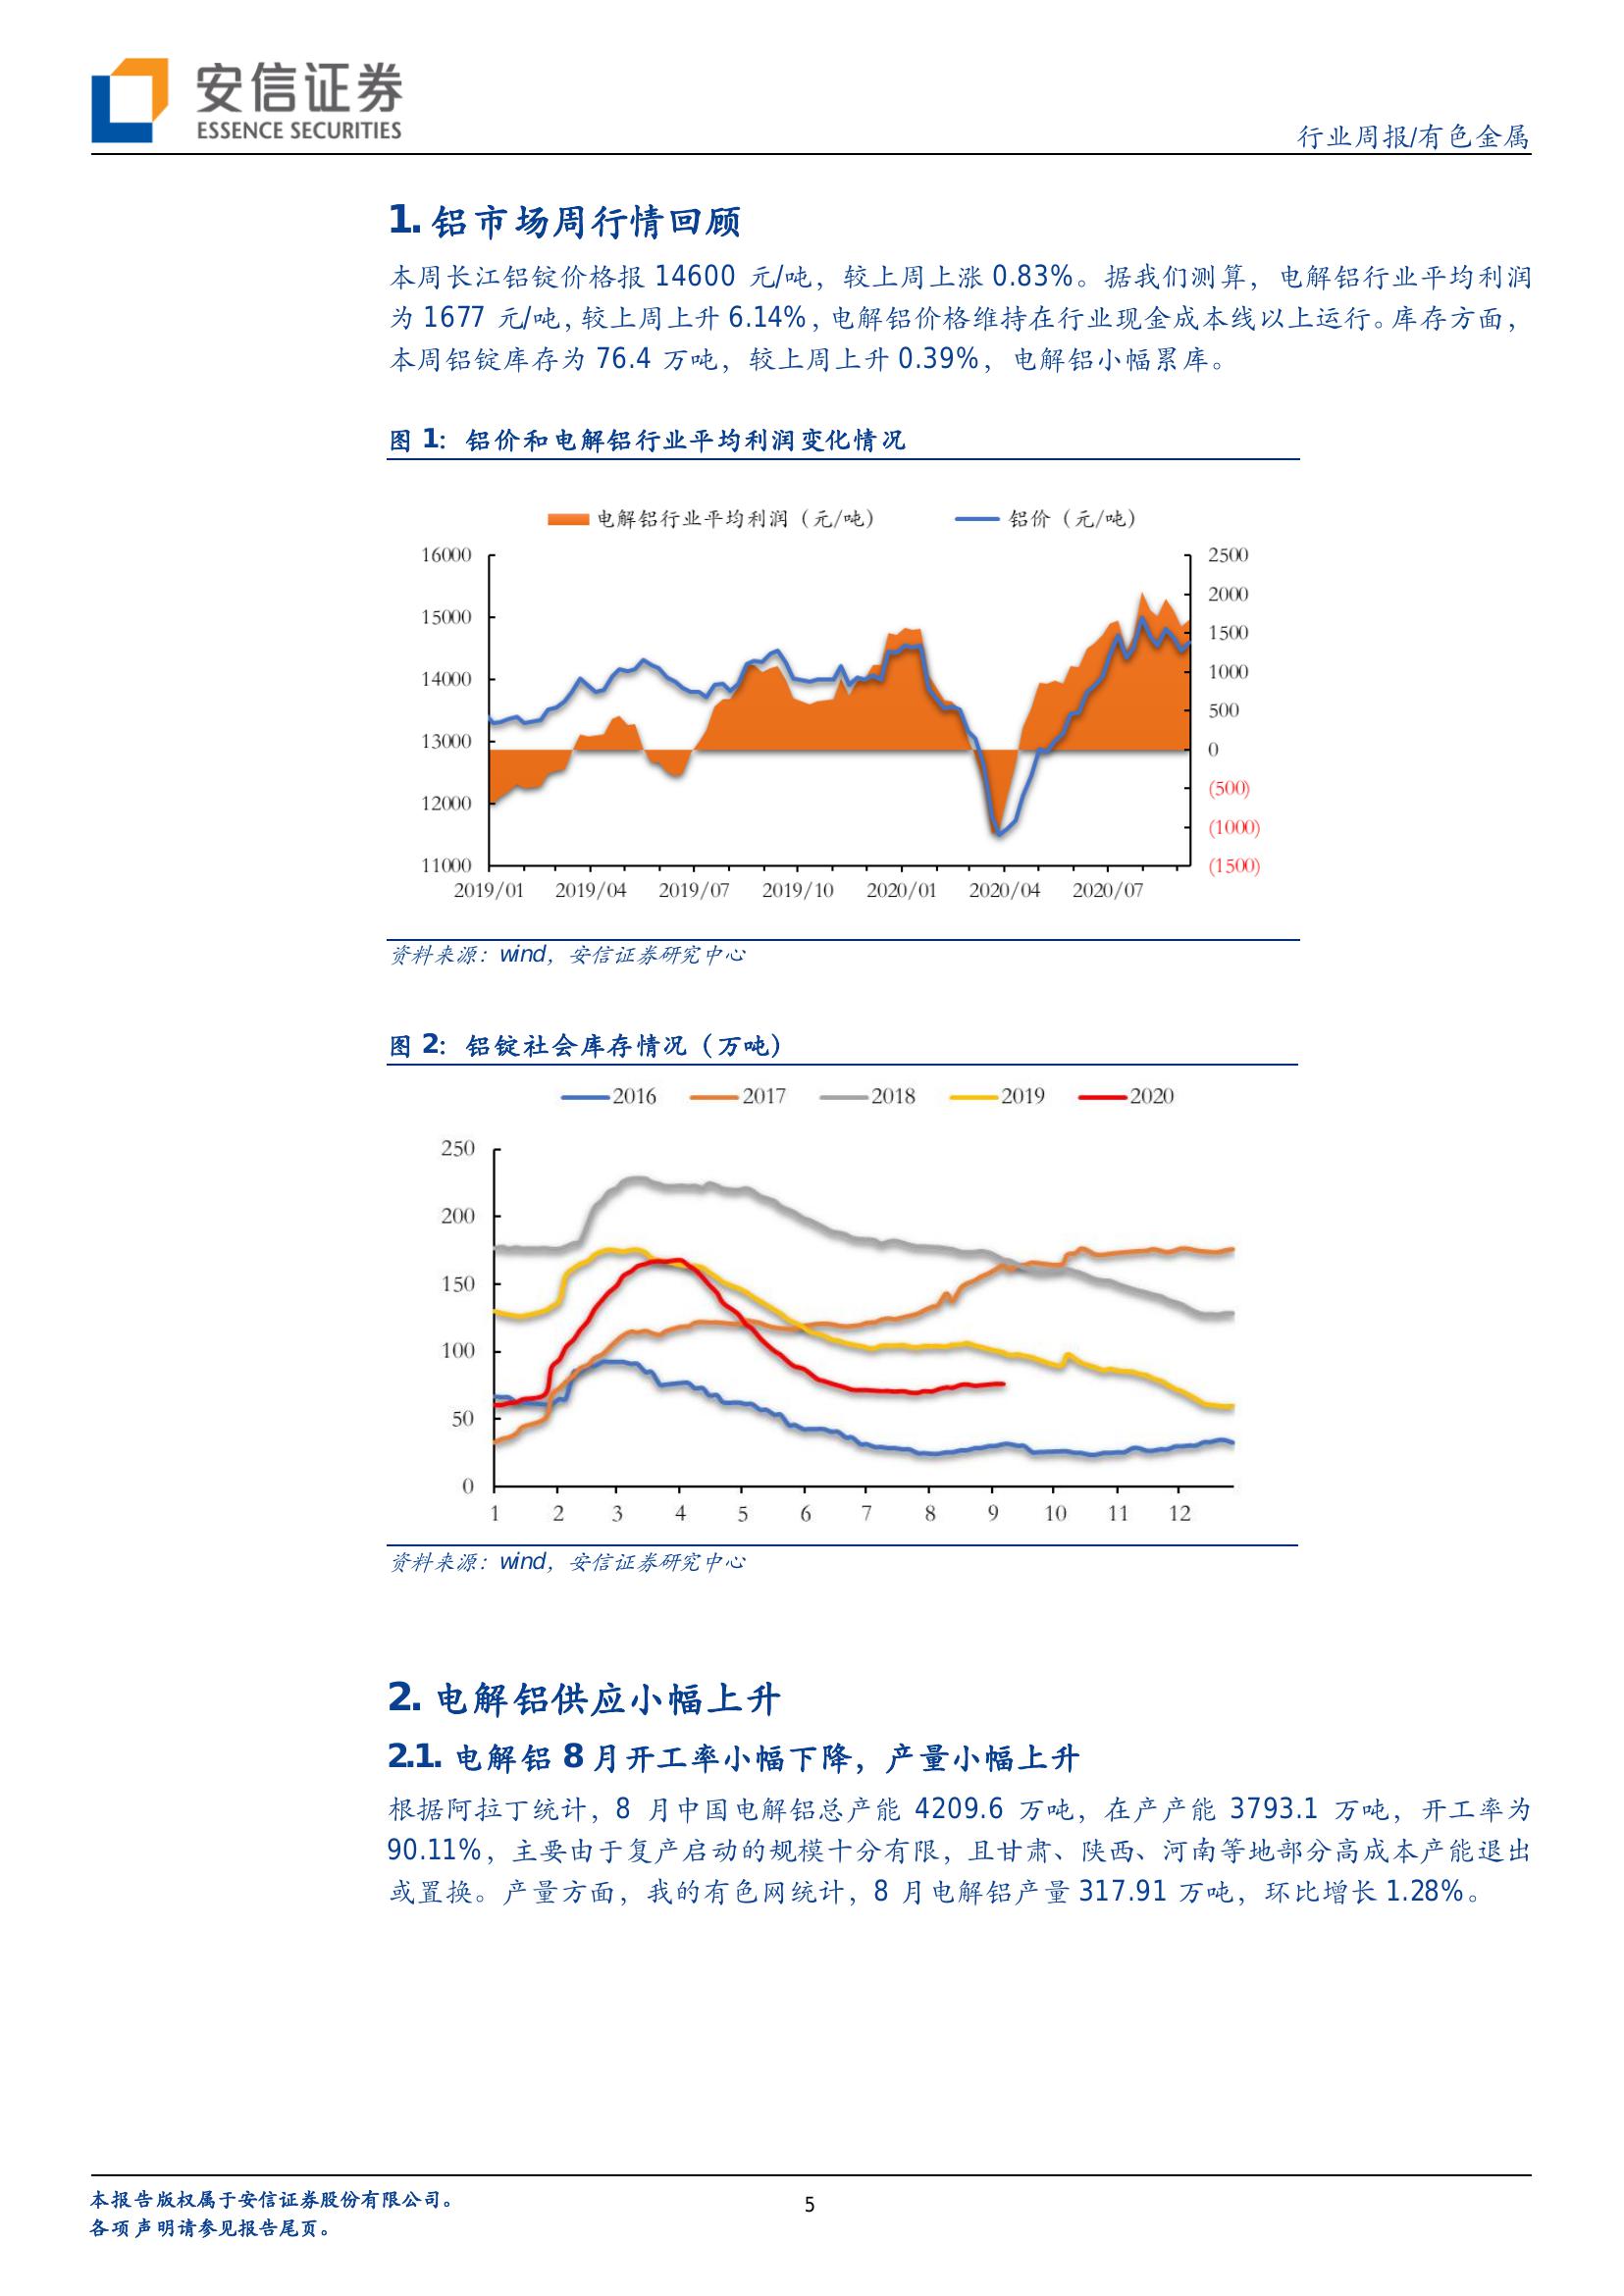 安信证券
ESSENCE SECURITIES
行业周报/有色金属
1. 铝市场周行情回顾
本周长江铝锭价格报 14600 元/吨，较上周上涨 0.83%。据我们测算，电解铝行业平均利润
为 1677 元/吨，较上周上升 6.14%，电解铝价格维持在行业现金成本线以上运行。库存方面，
本周铝锭库存为 76.4 万吨，较上周上升 0.39%，电解铝小幅累库。
图 1：铝价和电解铝行业平均利润变化情况
电解铝行业平均利润（元/吨） 铝价（元/吨）
16000 2500
2000
15000 1500
14000 1000
500
13000 0
12000 (500)
(1000)
11000 (1500)
2019/01 2019/04 2019/07 2019/10 2020/01 2020/04 2020/07
资料来源：wind，安信证券研究中心
图 2：铝锭社会库存情况（万吨）
2016 2017 2018 2019 2020
250
200
150
100
50
0
1 2 3 4 5 6 7 8 9 10 11 12
资料来源：wind，安信证券研究中心
2. 电解铝供应小幅上升
2.1. 电解铝 8 月开工率小幅下降，产量小幅上升
根据阿拉丁统计，8 月中国电解铝总产能 4209.6 万吨，在产产能 3793.1 万吨，开工率为
90.11%，主要由于复产启动的规模十分有限，且甘肃、陕西、河南等地部分高成本产能退出
或置换。产量方面，我的有色网统计，8 月电解铝产量 317.91 万吨，环比增长 1.28%。
本报告版权属于安信证券股份有限公司。
5
各项声明请参见报告尾页。